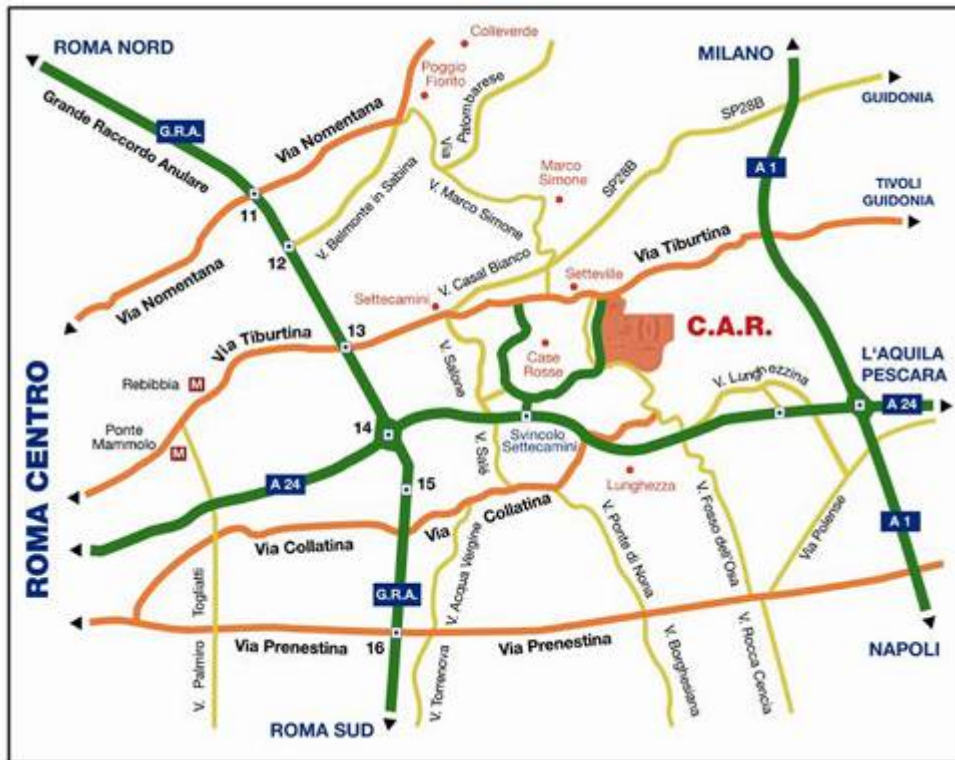 Colleverde
ROMA NORD
MILANO
Poggio
Fiorito
Grande Raccordo Anulare
G.R.A.
Via Nomentana
Via
Palombarese
SP28B
GUIDONIA
A 1
Marco
Simone
SP28B
TIVOLI
GUIDONIA
V. Belmonte in Sabina
V. Marco Simone
11
12
Via Nomentana
V. Casal Bianco
Via Tiburtina
Setteville
Settecamini
13
Via Tiburtina
C.A.R.
Case
Rosse
V. Salone
L'AQUILA
PESCARA
Rebibbia
M
V. Lunghezzina
A 24
ROMA CENTRO
Ponte
Mammolo
M
14
Svincolo
Settecamini
V. Salè
A 24
15
Lunghezza
Via
Collatina
Via Collatina
V. Acqua Vergine
V. Ponte di Nona
V. Fosso dell'Osa
Via Polense
A 1
V. Palmiro
Togliatti
G.R.A.
Via Prenestina
16
Via Prenestina
V. Torrenova
V. Borghesiana
V. Rocca Cencia
NAPOLI
ROMA SUD